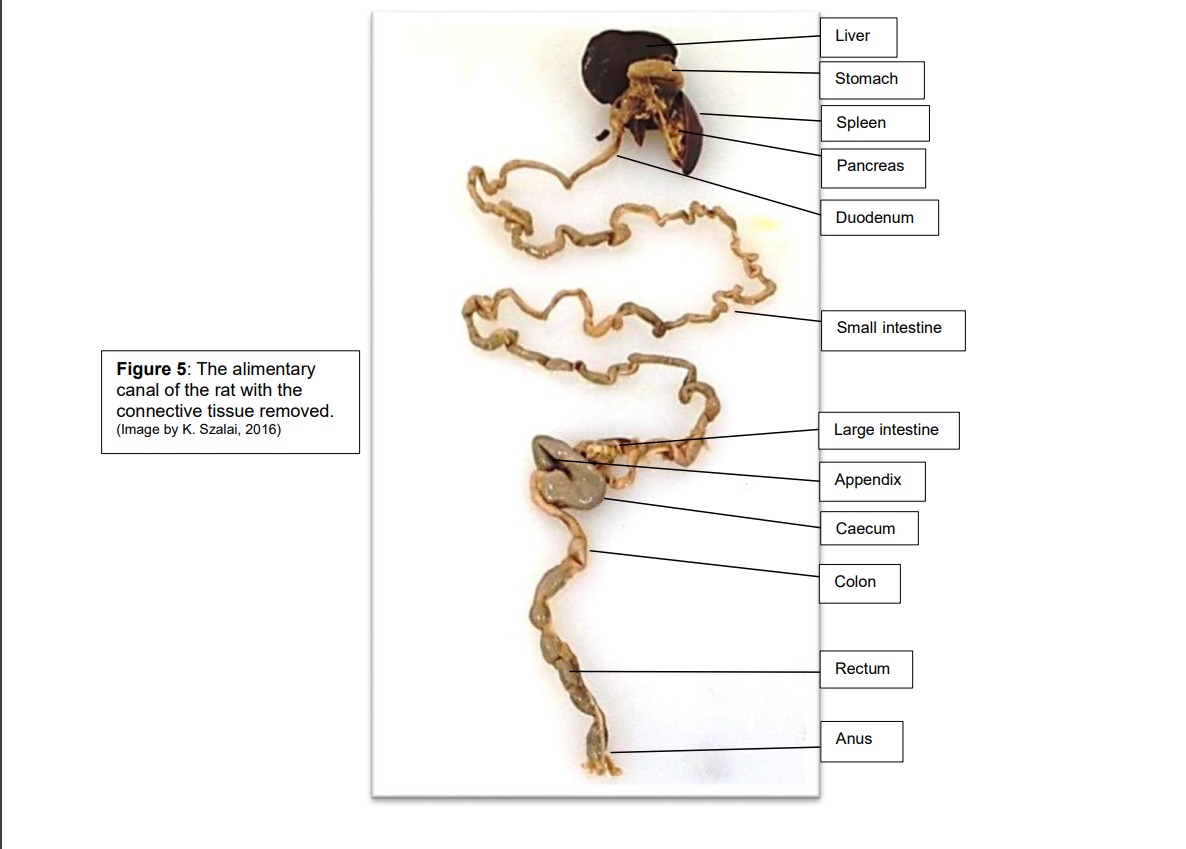 Liver
Stomach
Spleen
Pancreas
Duodenum
Small intestine
Figure 5: The alimentary
canal of the rat with the
connective tissue removed.
(Image by K. Szalai, 2016)
Large intestine
Appendix
Caecum
Colon
Rectum
Anus